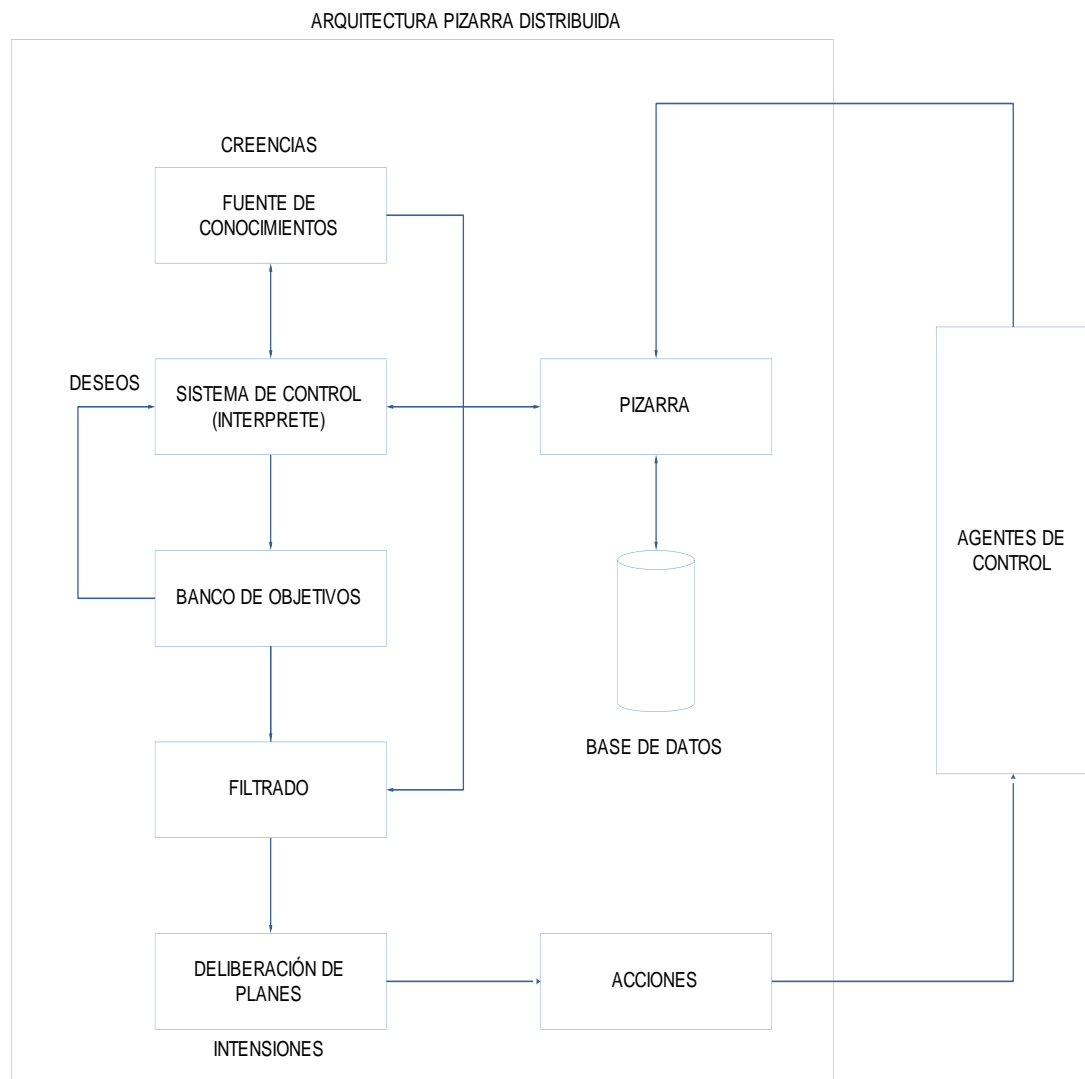 ARQUITECTURA PIZARRA DISTRIBUIDA
CREENCIAS
FUENTE DE
CONOCIMIENTOS
DESEOS
SISTEMA DE CONTROL
(INTERPRETE)
PIZARRA
AGENTES DE
CONTROL
BANCO DE OBJETIVOS
BASE DE DATOS
FILTRADO
DELIBERACIÓN DE
PLANES
ACCIONES
INTENSIONES